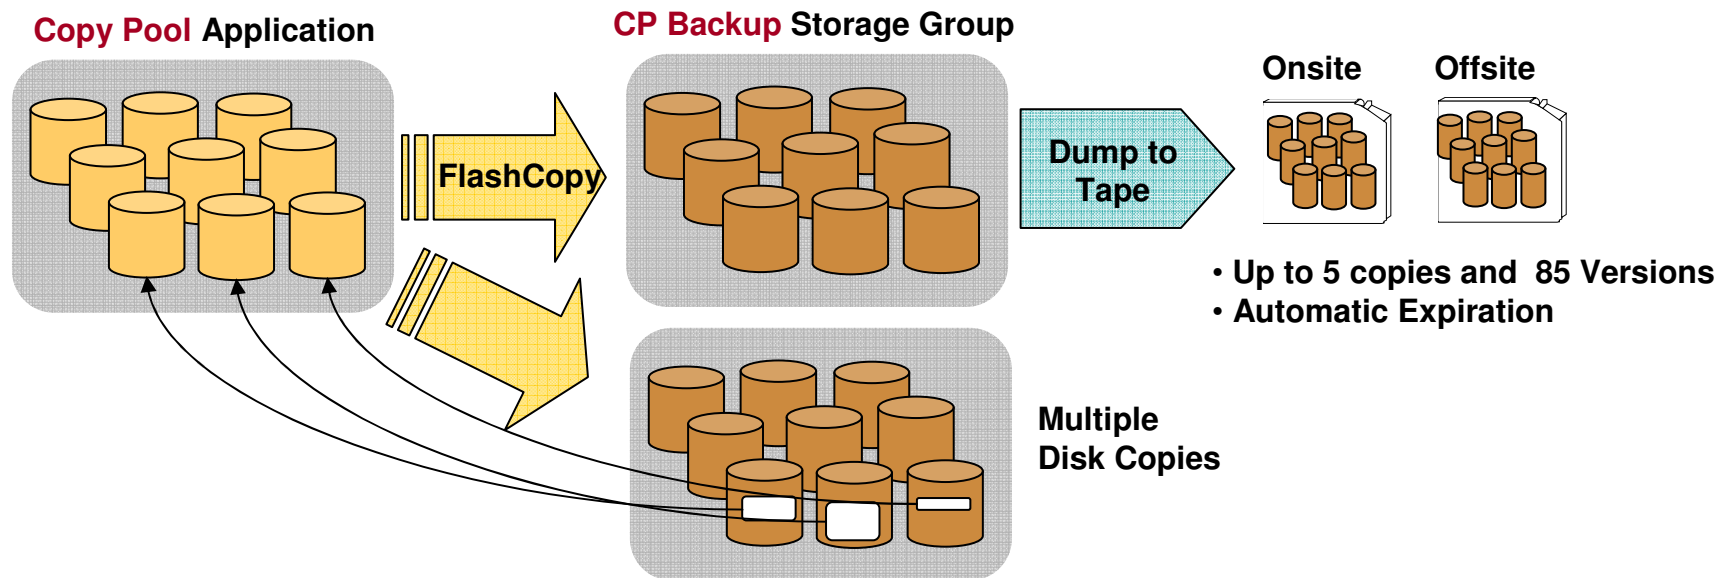 Copy Pool Application
CP Backup Storage Group
Onsite
Offsite
FlashCopy
Dump to
Tape
• Up to 5 copies and 85 Versions
• Automatic Expiration
Multiple
Disk Copies